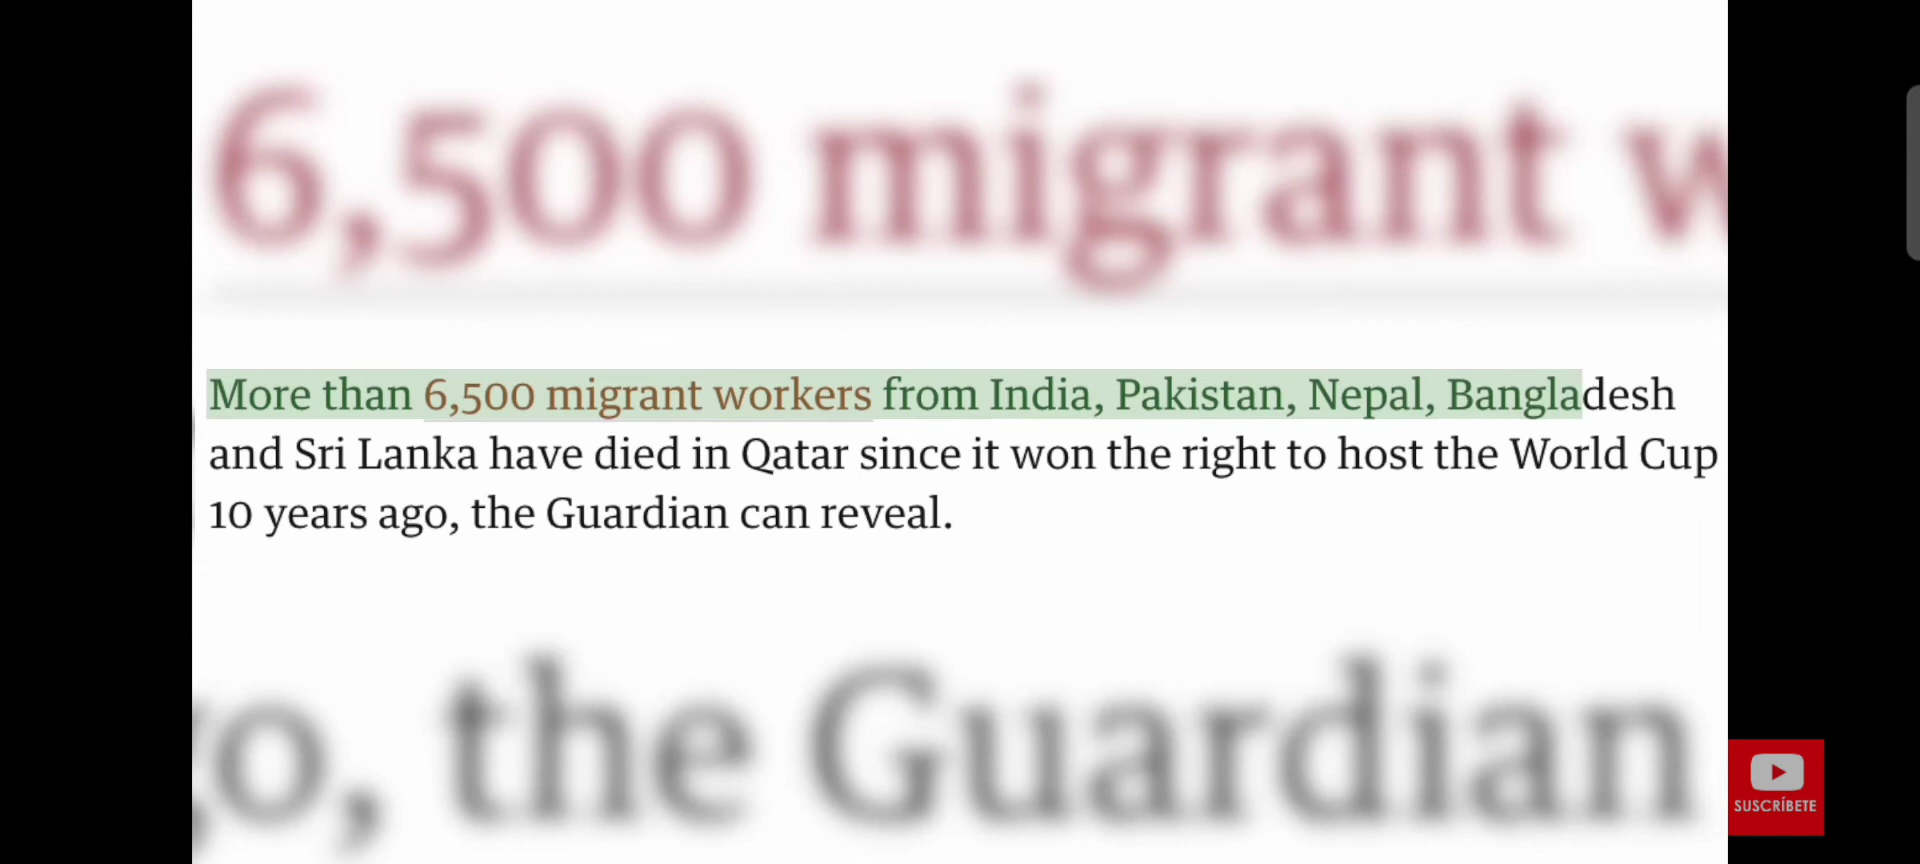 6,500 migrant w
More than 6,500 migrant workers from India, Pakistan, Nepal, Bangladesh
and Sri Lanka have died in Qatar since it won the right to host the World Cup
10 years ago, the Guardian can reveal.
go, the Guardian
SUSCRÍBETE